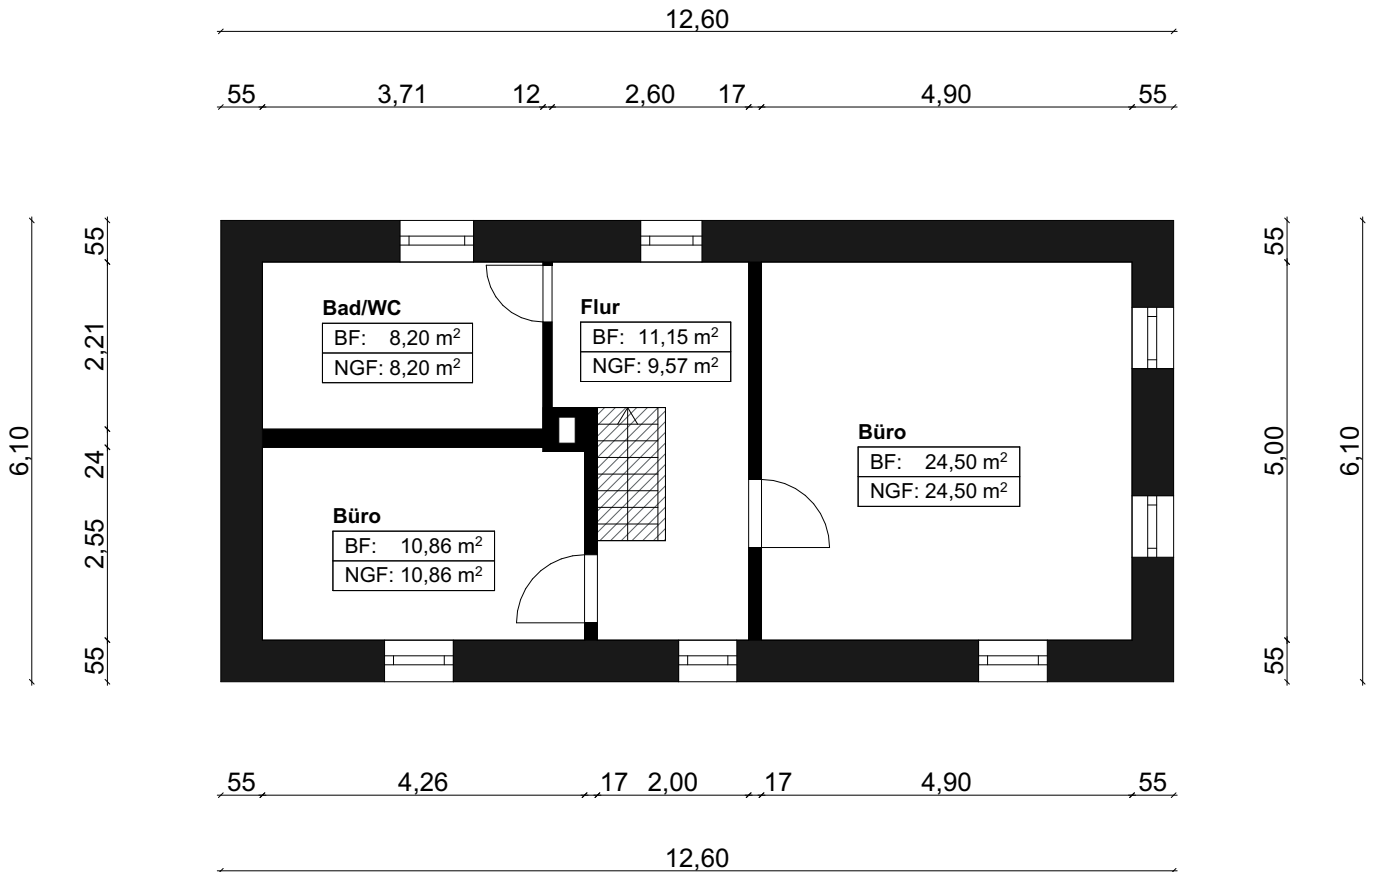 12,60
55 3,71 12 2,60 17 4,90 55
6,10
55
2,21
24
2,55
55
Bad/WC
BF: 8,20 m²
NGF: 8,20 m²
Flur
BF: 11,15 m²
NGF: 9,57 m²
Büro
BF: 24,50 m²
NGF: 24,50 m²
Büro
BF: 10,86 m²
NGF: 10,86 m²
55
5,00
55
6,10
55 4,26 17 2,00 17 4,90 55
12,60